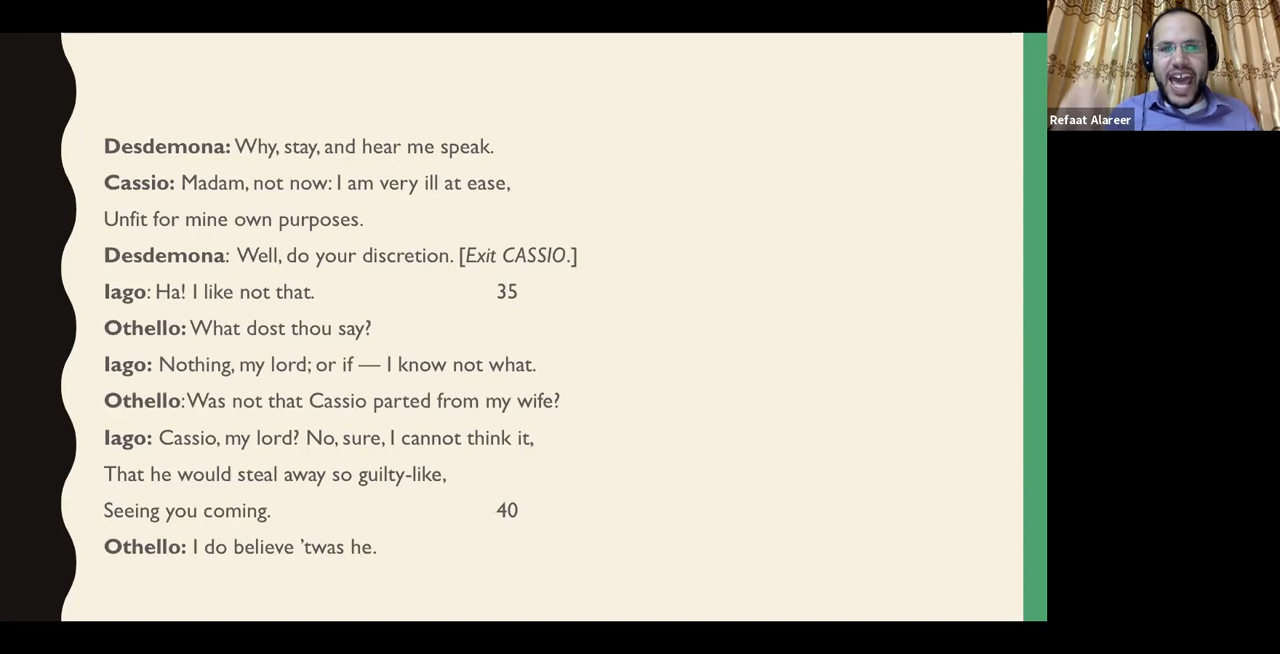 Desdemona: Why, stay, and hear me speak.
Cassio: Madam, not now: I am very ill at ease,
Unfit for mine own purposes.
Desdemona: Well, do your discretion. [Exit CASSIO.]
Iago: Ha! I like not that. 35
Othello: What dost thou say?
Iago: Nothing, my lord; or if — I know not what.
Othello:Was not that Cassio parted from my wife?
Iago: Cassio, my lord? No, sure, I cannot think it,
That he would steal away so guilty-like,
Seeing you coming. 40
Othello: I do believe ’twas he.
Refaat Alareer